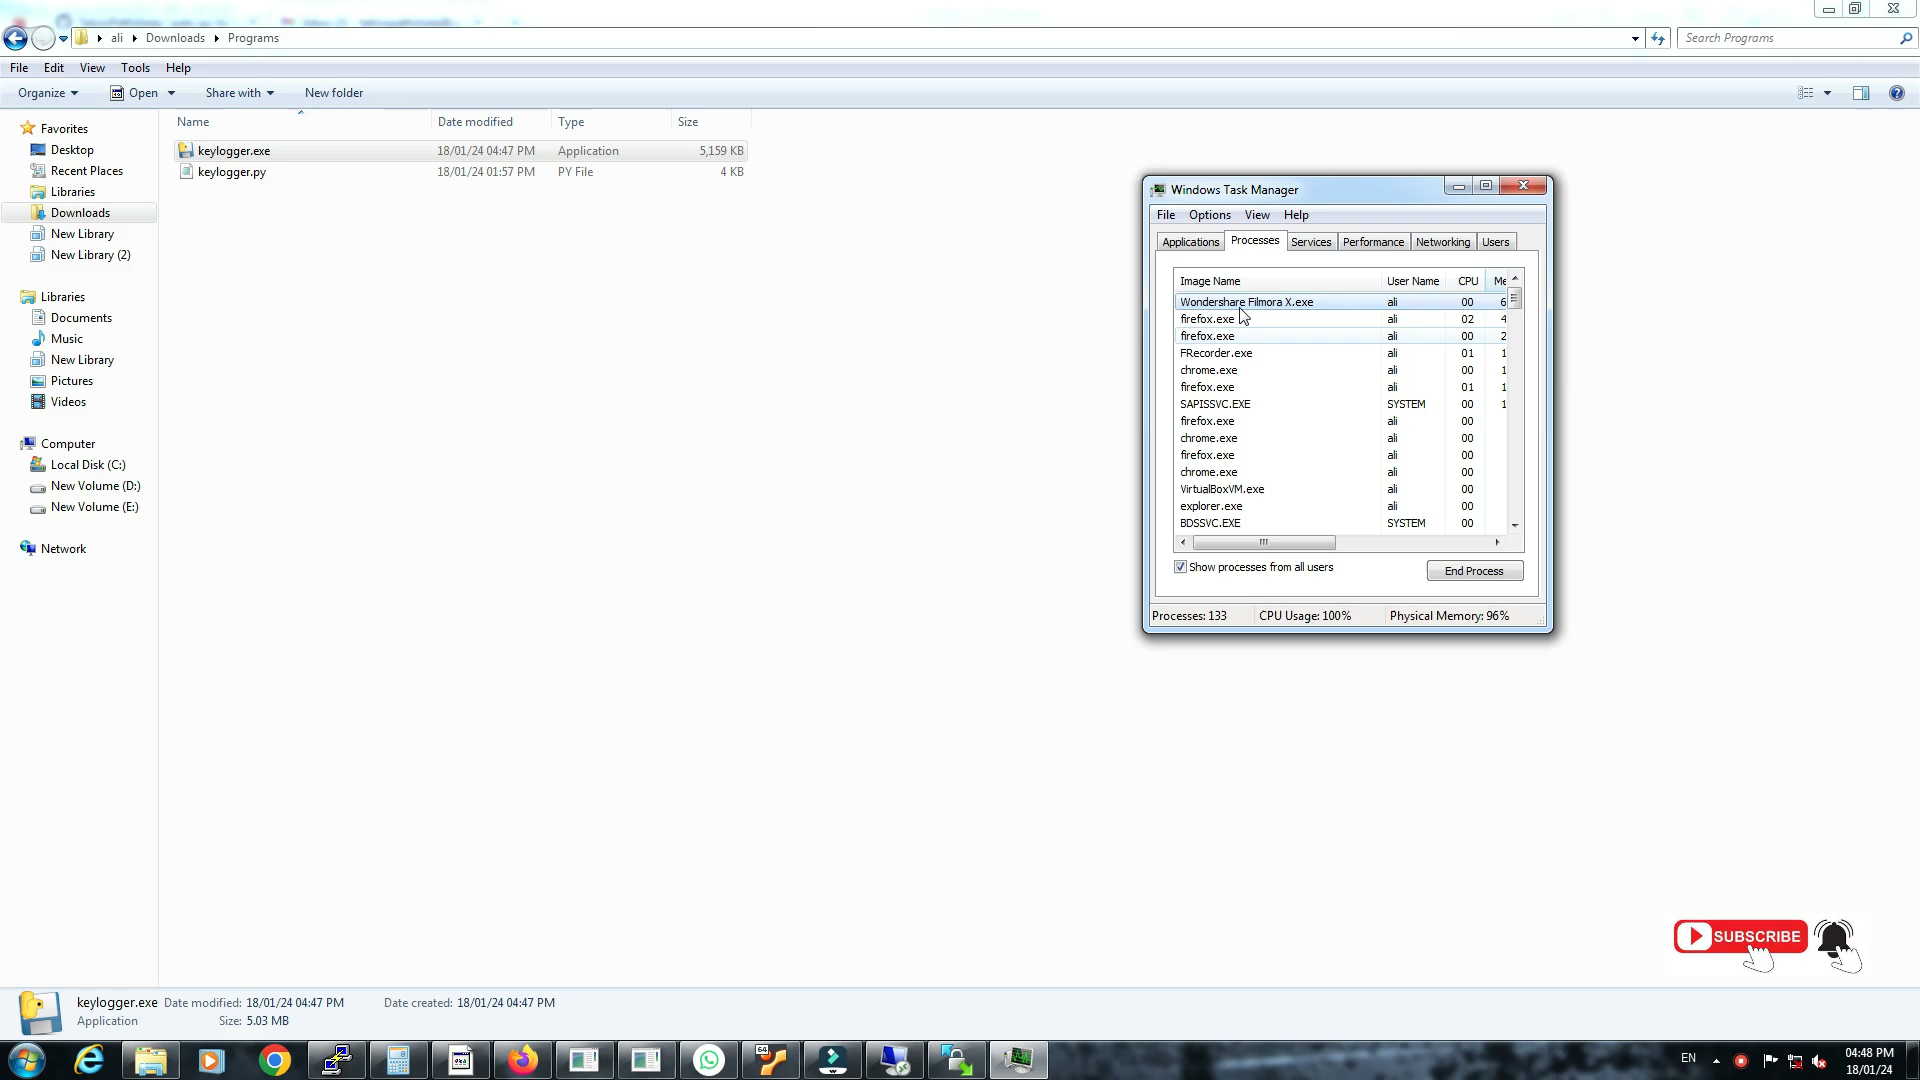 ali Downloads Programs
Search Programs
File Edit View Tools Help
Organize Open Share with New folder
Name Date modified Type Size
keylogger.exe 18/01/24 04:47 PM Application 5,159 KB
keylogger.py 18/01/24 01:57 PM PY File 4 KB
Favorites
Desktop
Recent Places
Libraries
Downloads
New Library
New Library (2)
Libraries
Documents
Music
New Library
Pictures
Videos
Computer
Local Disk (C:)
New Volume (D:)
New Volume (E:)
Network
Windows Task Manager
File Options View Help
Applications Processes Services Performance Networking Users
Image Name User Name CPU Me
Wondershare Filmora X.exe ali 00 6
firefox.exe ali 02 4
firefox.exe ali 00 2
FRecorder.exe ali 01 1
chrome.exe ali 00 1
firefox.exe ali 01 1
SAPISSVC.EXE SYSTEM 00 1
firefox.exe ali 00
chrome.exe ali 00
firefox.exe ali 00
chrome.exe ali 00
VirtualBoxVM.exe ali 00
explorer.exe ali 00
BDSSVC.EXE SYSTEM 00
Show processes from all users End Process
Processes: 133 CPU Usage: 100% Physical Memory: 96%
SUBSCRIBE
keylogger.exe Date modified: 18/01/24 04:47 PM Date created: 18/01/24 04:47 PM
Application Size: 5.03 MB
64
EN
04:48 PM
18/01/24